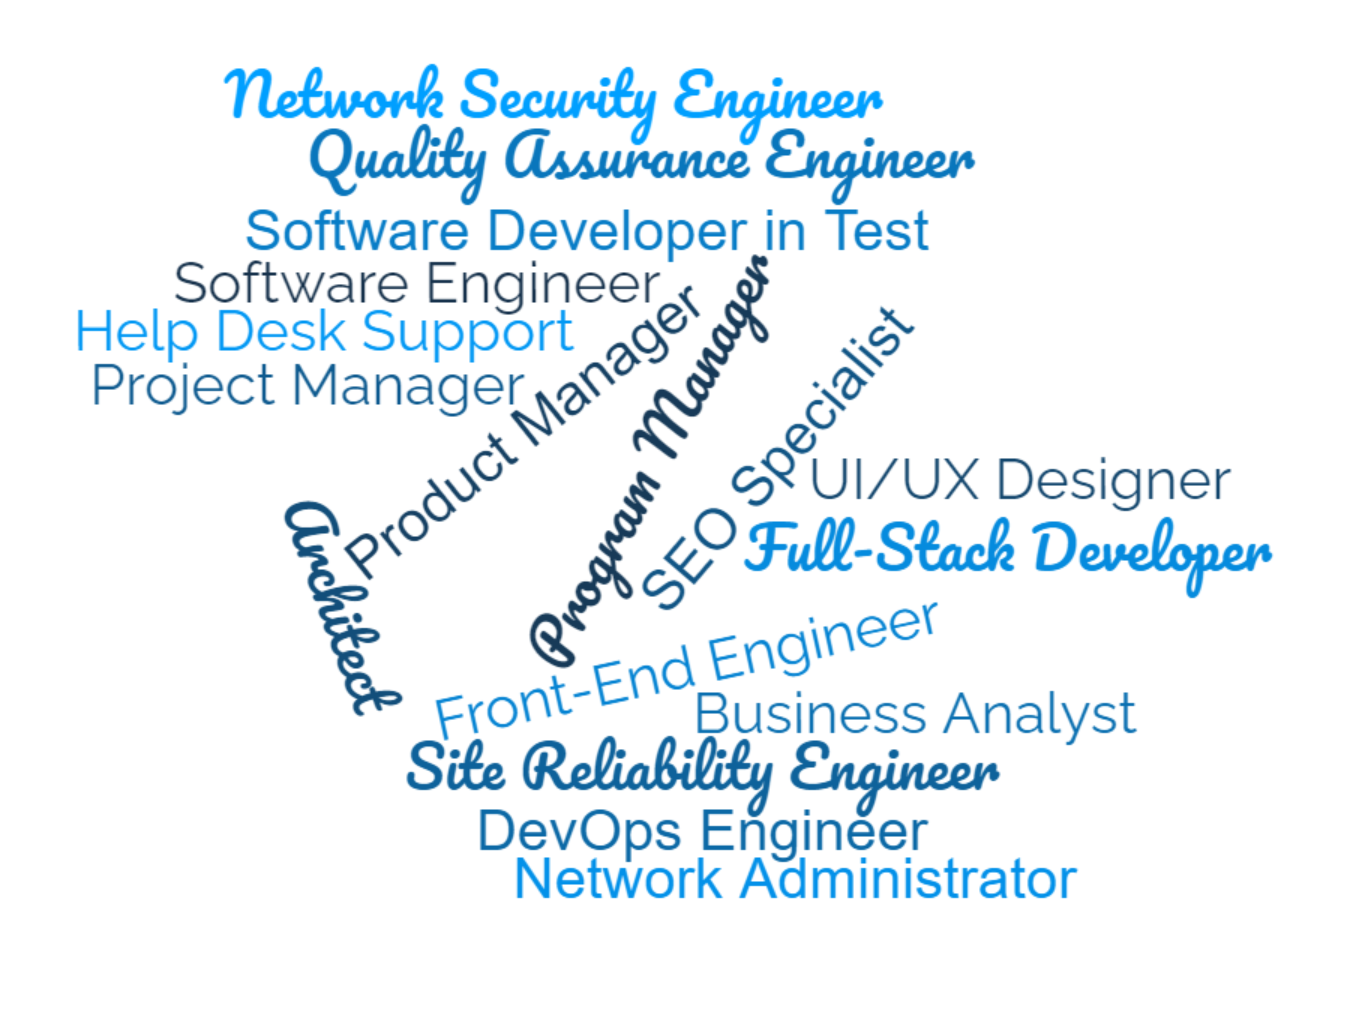 Network Security Engineer
Quality Assurance Engineer
Software Developer in Test
Software Engineer
Help Desk Support
Project Manager
Product Manager
Program Manager
SEO Specialist
UI/UX Designer
Architect
Full-Stack Developer
Front-End Engineer
Business Analyst
Site Reliability Engineer
DevOps Engineer
Network Administrator